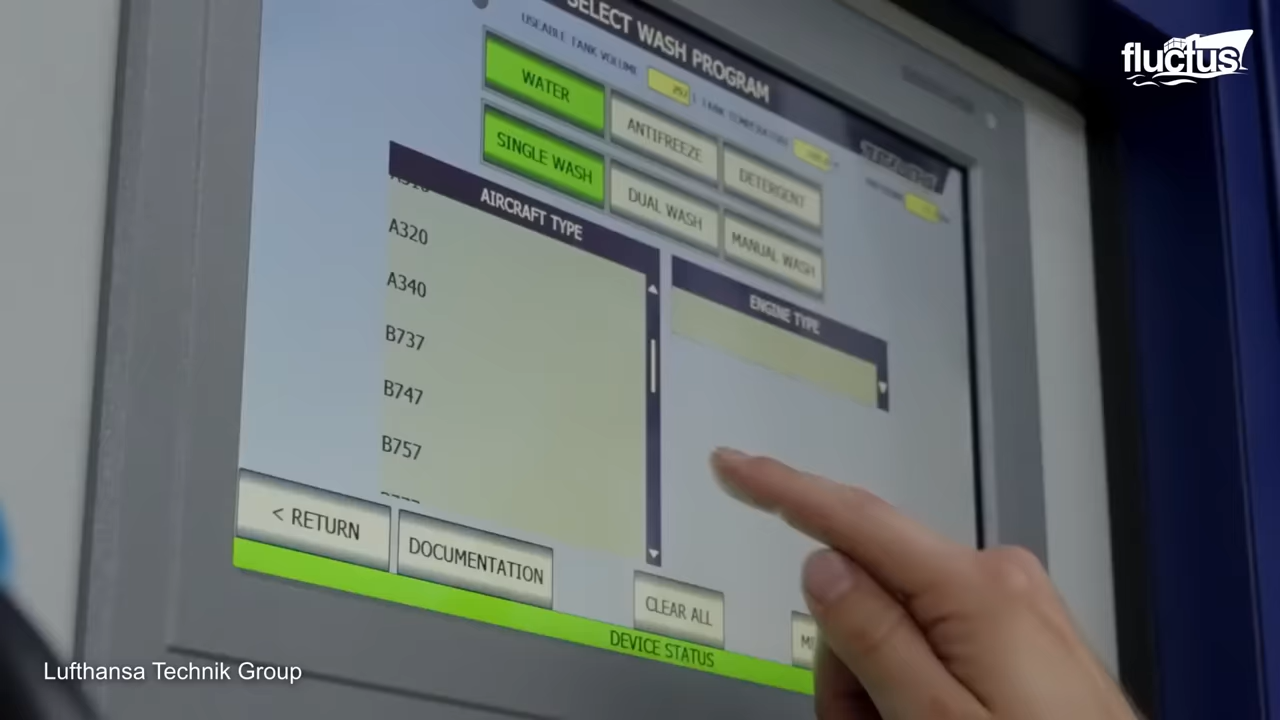 fluctus
SELECT WASH PROGRAM
USEABLE TANK VOLUME
WATER
ANTIFREEZE
DETERGENT
SINGLE WASH
DUAL WASH
MANUAL WASH
AIRCRAFT TYPE
A320
A340
B737
B747
B757
ENGINE TYPE
< RETURN
DOCUMENTATION
CLEAR ALL
DEVICE STATUS
Lufthansa Technik Group